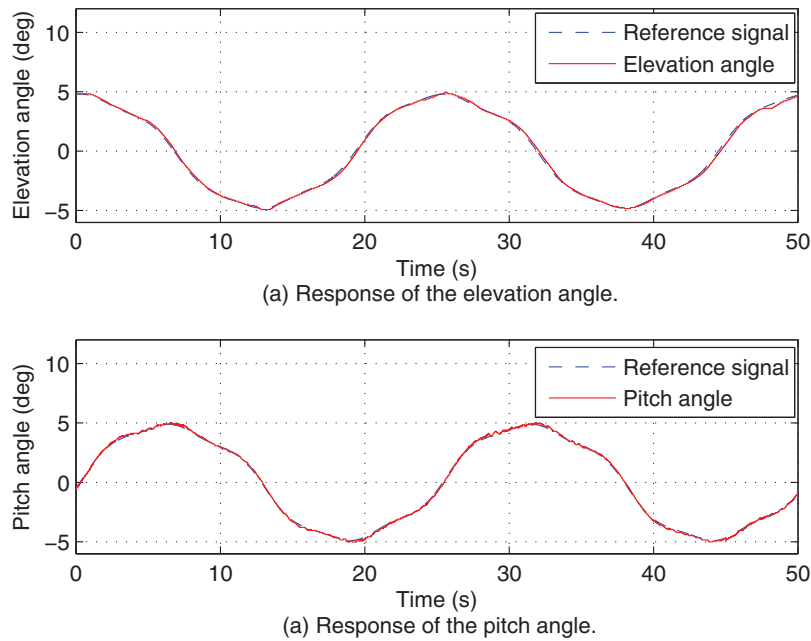 Elevation angle (deg)
10
5
0
−5
Reference signal
Elevation angle
0 10 20 30 40 50
Time (s)
(a) Response of the elevation angle.
Pitch angle (deg)
10
5
0
−5
Reference signal
Pitch angle
0 10 20 30 40 50
Time (s)
(a) Response of the pitch angle.